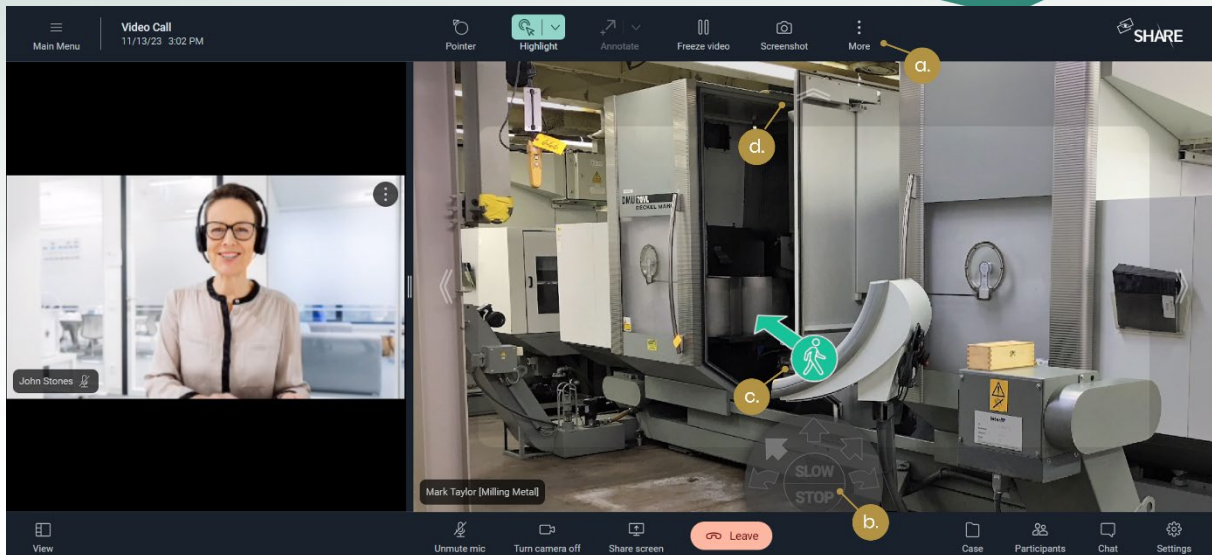 Main Menu
Video Call
11/13/23 3:02 PM
Pointer
Highlight
Annotate
Freeze video
Screenshot
More
SHARE
a.
d.
DECKEL MAHO
John Stones
c.
SLOW
STOP
b.
Mark Taylor [Milling Metal]
View
Unmute mic
Turn camera off
Share screen
Leave
Case
Participants
Chat
Settings